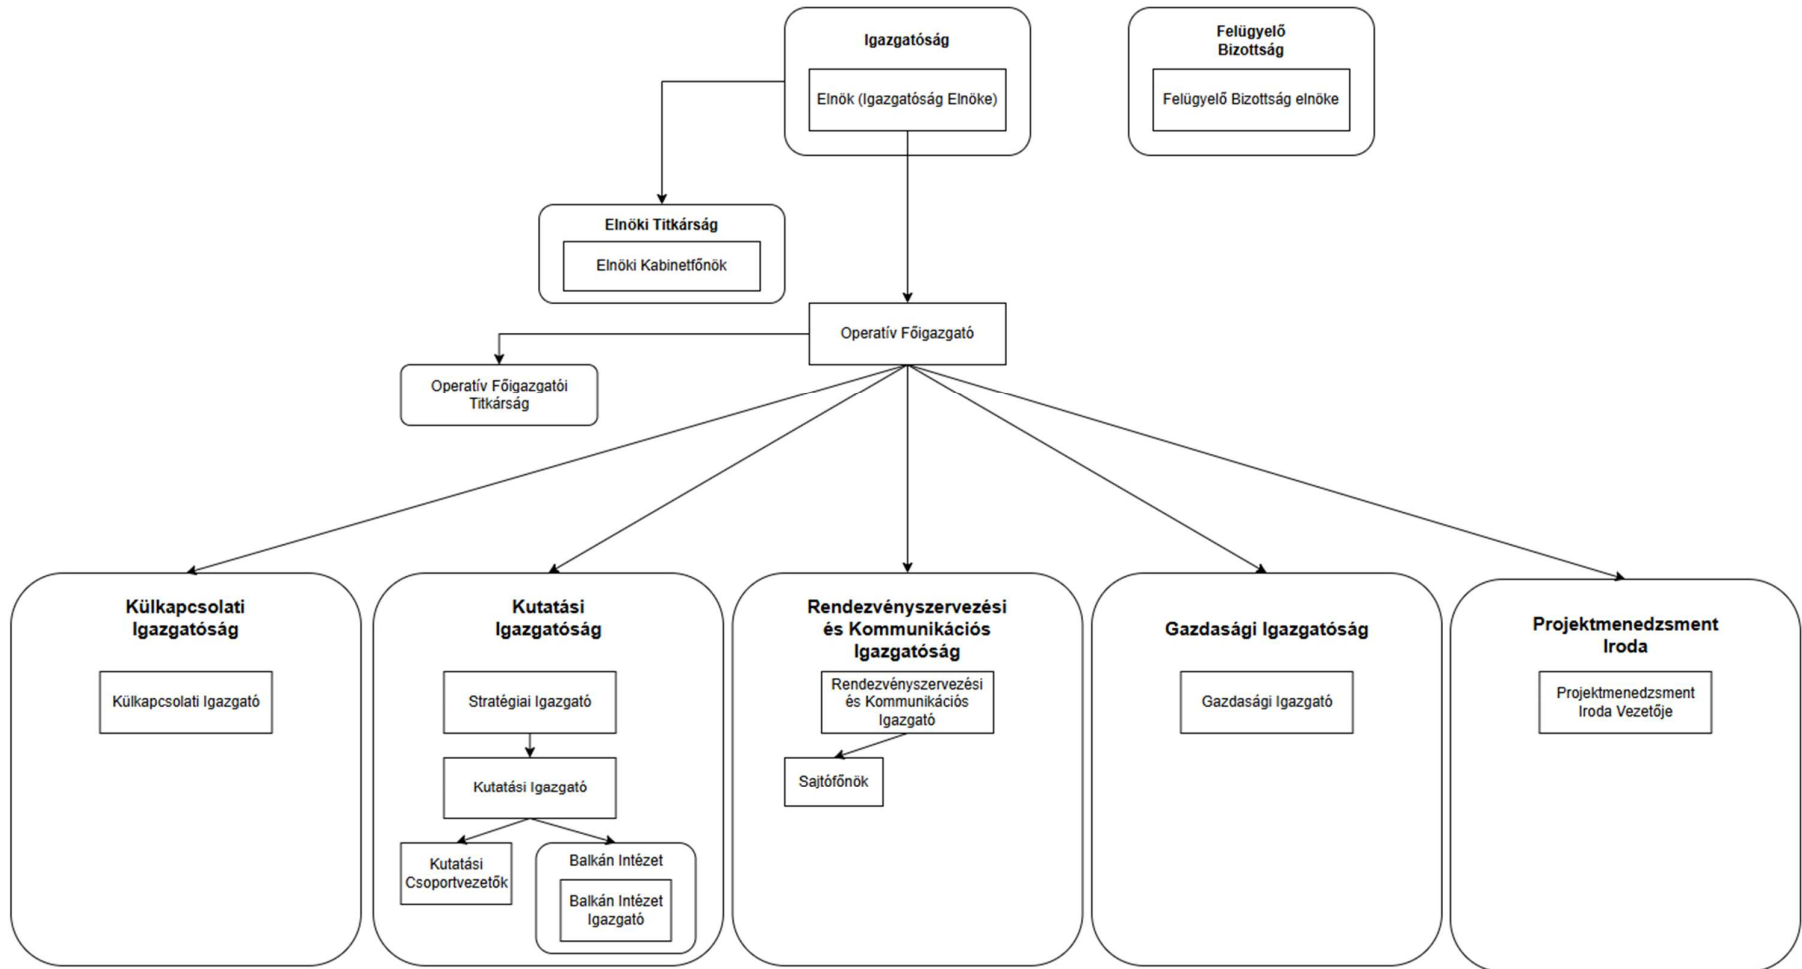 Igazgatóság
Elnök (Igazgatóság Elnöke)
Felügyelő
Bizottság
Felügyelő Bizottság elnöke
Elnöki Titkárság
Elnöki Kabinetfőnök
Operatív Főigazgató
Operatív Főigazgatói
Titkárság
Külkapcsolati
Igazgatóság
Külkapcsolati Igazgató
Kutatási
Igazgatóság
Stratégiai Igazgató
Kutatási Igazgató
Kutatási
Csoportvezetők
Balkán Intézet
Balkán Intézet
Igazgató
Rendezvényszervezési
és Kommunikációs
Igazgatóság
Rendezvényszervezési
és Kommunikációs
Igazgató
Sajtófőnök
Gazdasági Igazgatóság
Gazdasági Igazgató
Projektmenedzsment
Iroda
Projektmenedzsment
Iroda Vezetője